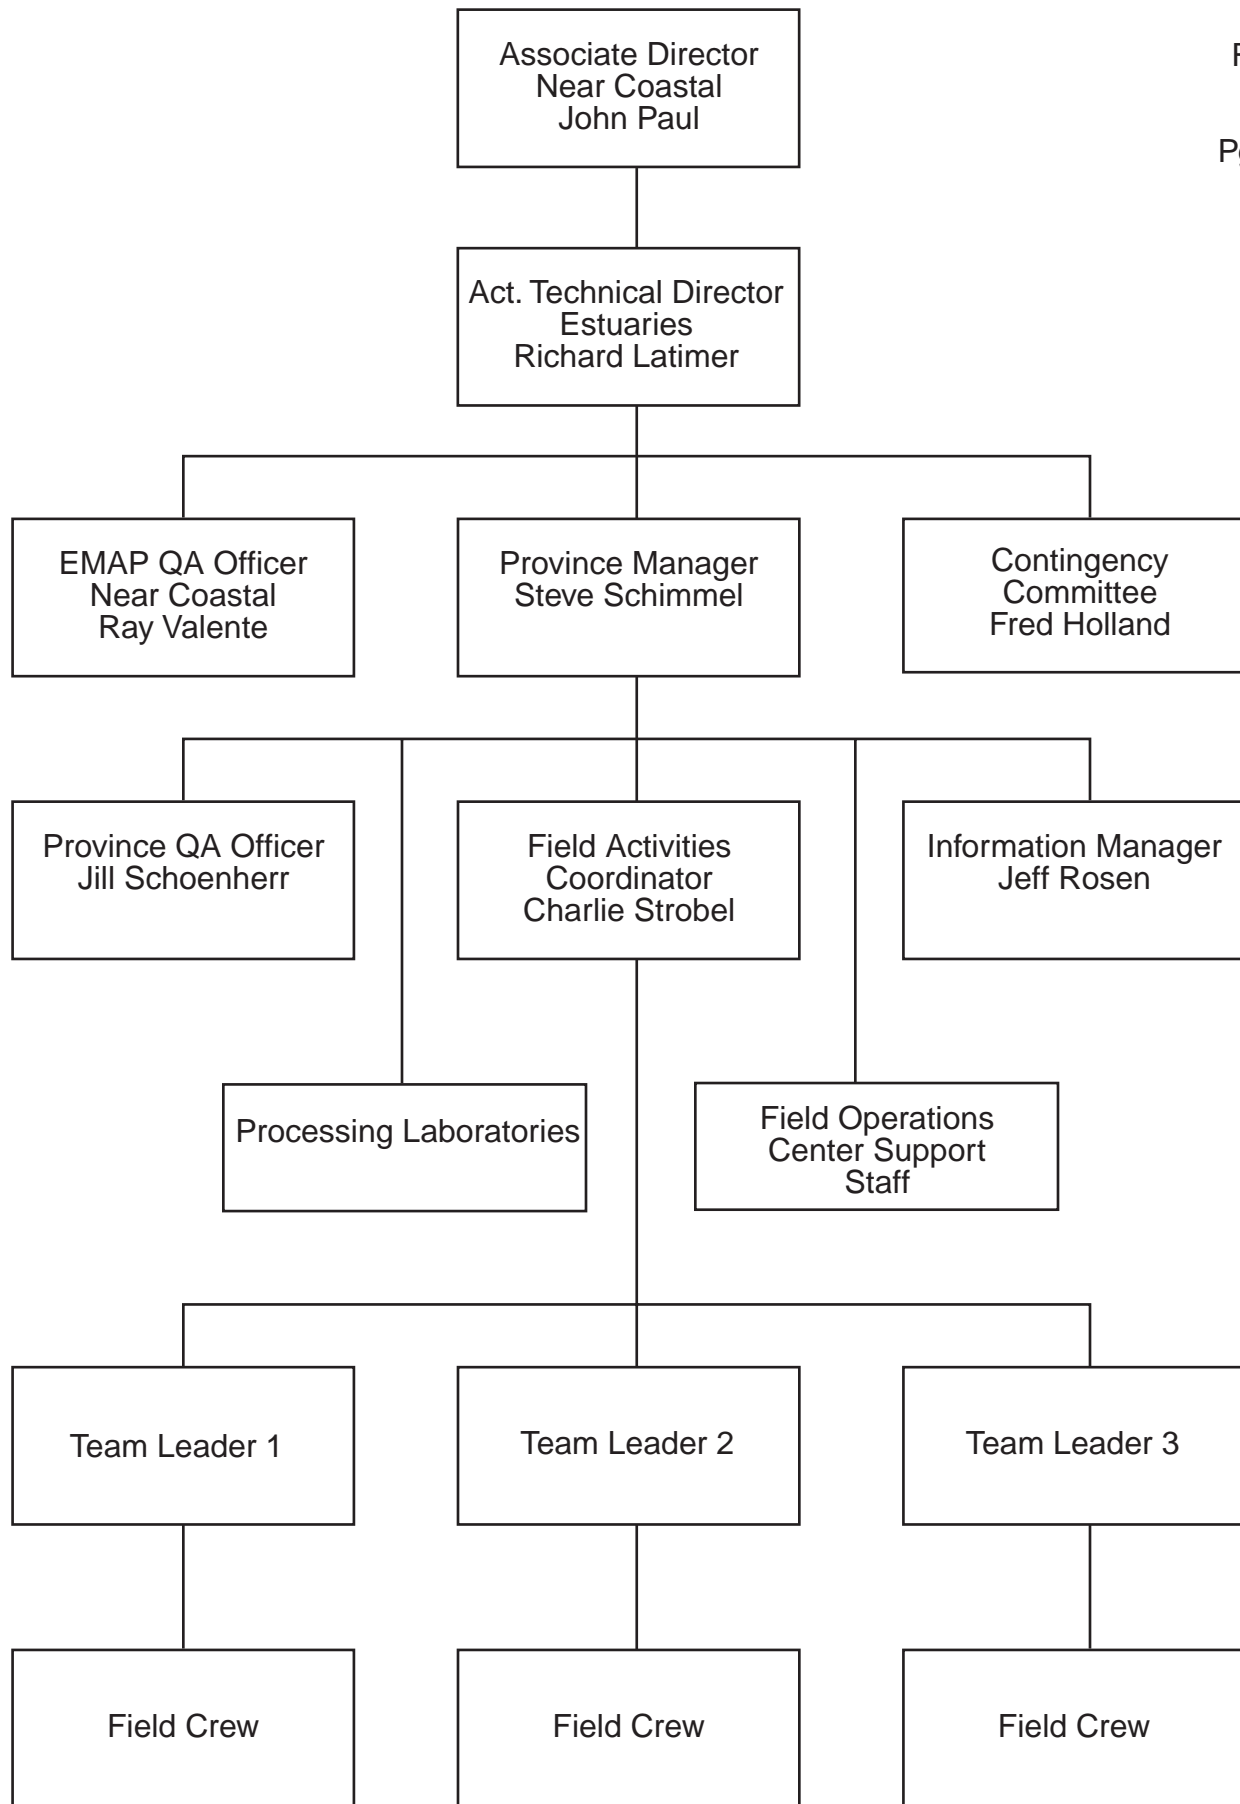 Associate Director
Near Coastal
John Paul
Act. Technical Director
Estuaries
Richard Latimer
EMAP QA Officer
Near Coastal
Ray Valente
Province Manager
Steve Schimmel
Contingency
Committee
Fred Holland
Province QA Officer
Jill Schoenherr
Field Activities
Coordinator
Charlie Strobel
Information Manager
Jeff Rosen
Processing Laboratories
Field Operations
Center Support
Staff
Team Leader 1
Team Leader 2
Team Leader 3
Field Crew
Field Crew
Field Crew